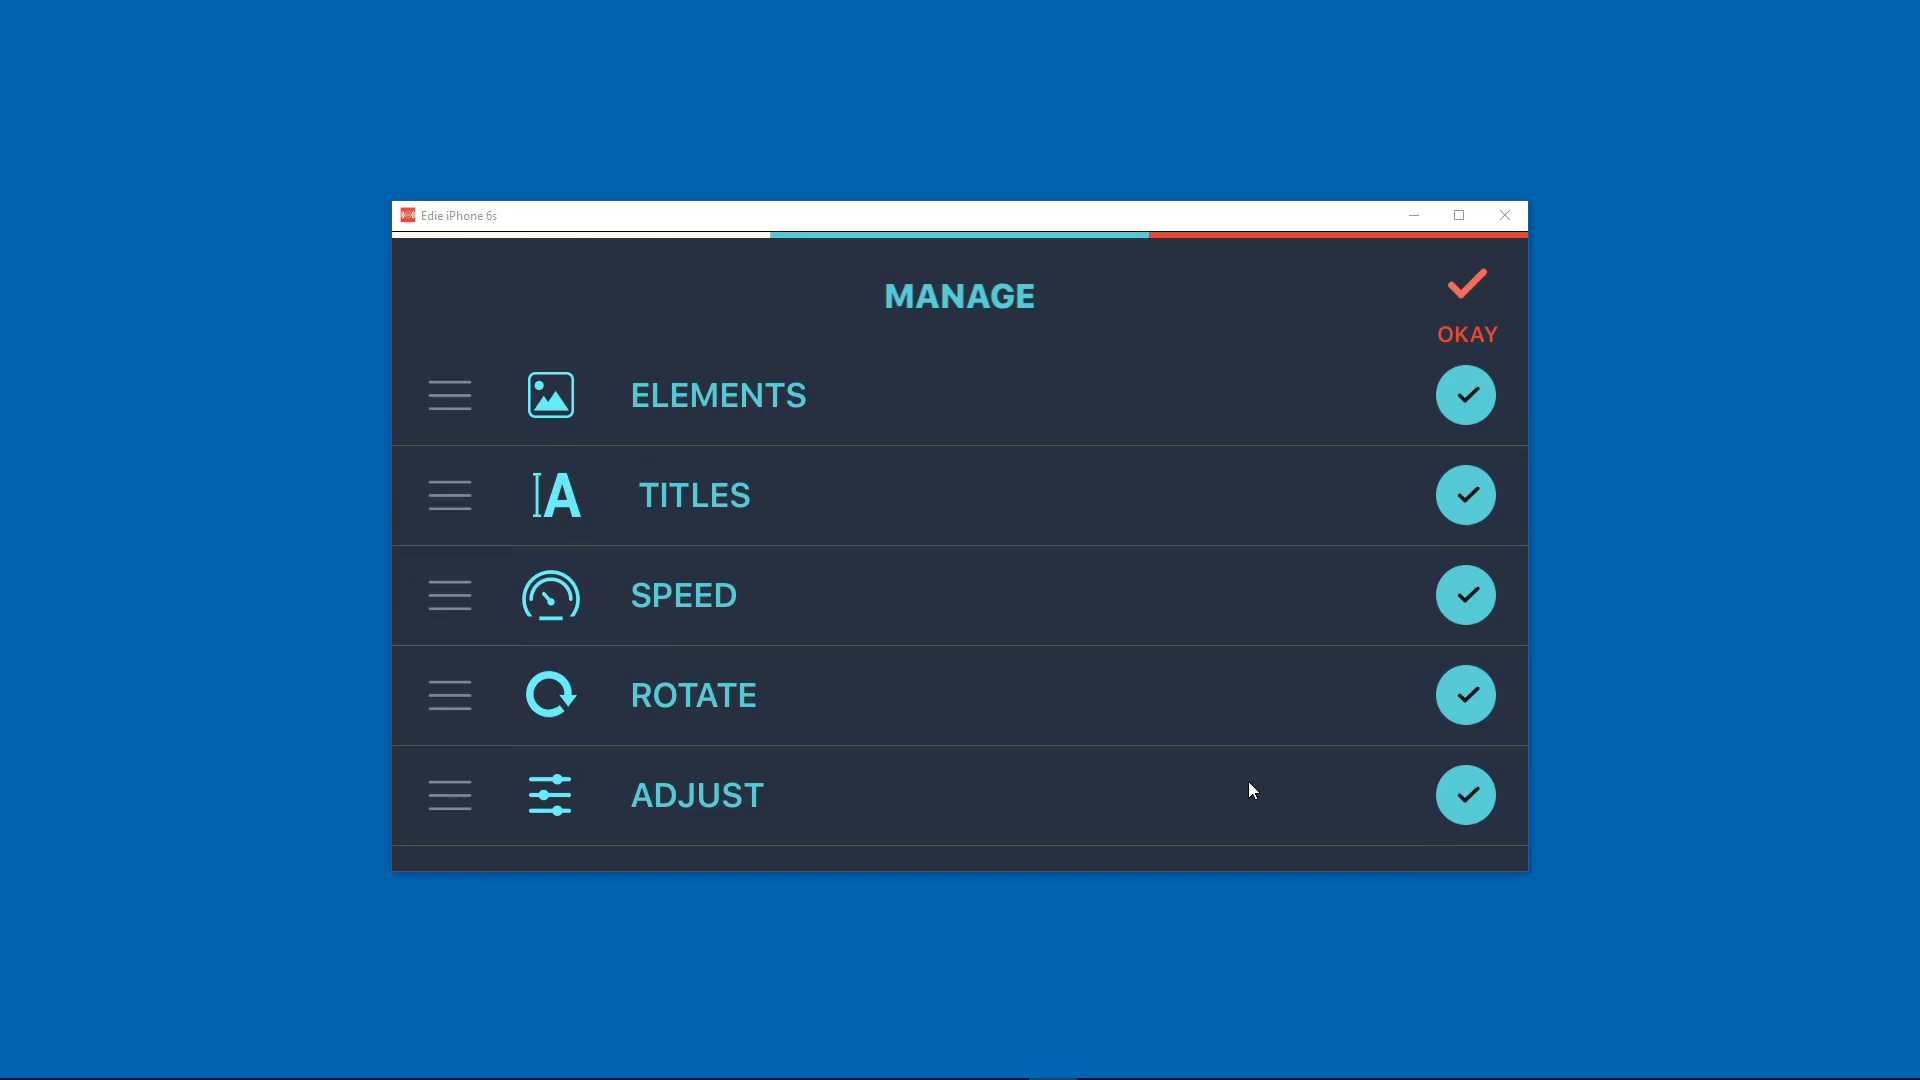 Edie iPhone 6s
MANAGE
OKAY
ELEMENTS
TITLES
SPEED
ROTATE
ADJUST